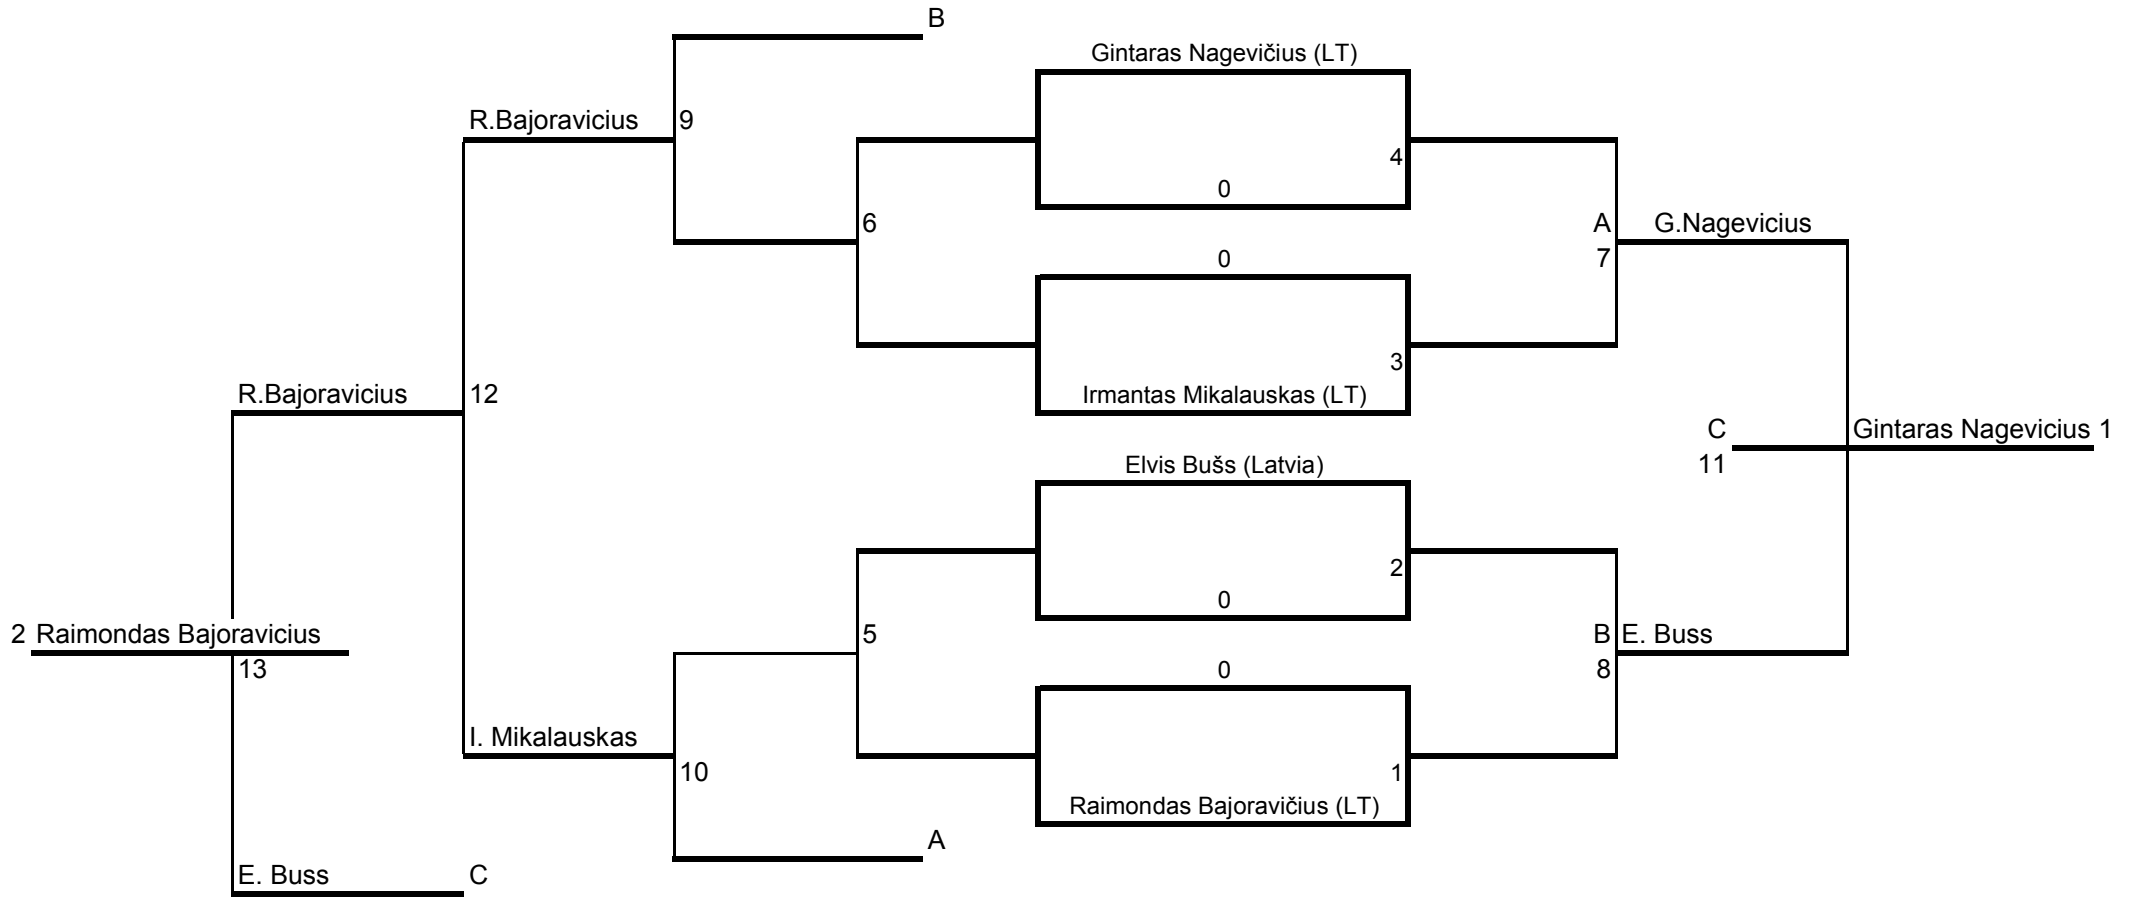 B
Gintaras Nagevičius (LT)
R.Bajoravicius
9
4
0
6
A
G.Nagevicius
0
7
3
R.Bajoravicius
12
Irmantas Mikalauskas (LT)
C
Gintaras Nagevicius 1
11
Elvis Bušs (Latvia)
2
0
2 Raimondas Bajoravicius
5
B
E. Buss
13
0
8
I. Mikalauskas
10
1
Raimondas Bajoravičius (LT)
A
E. Buss
C